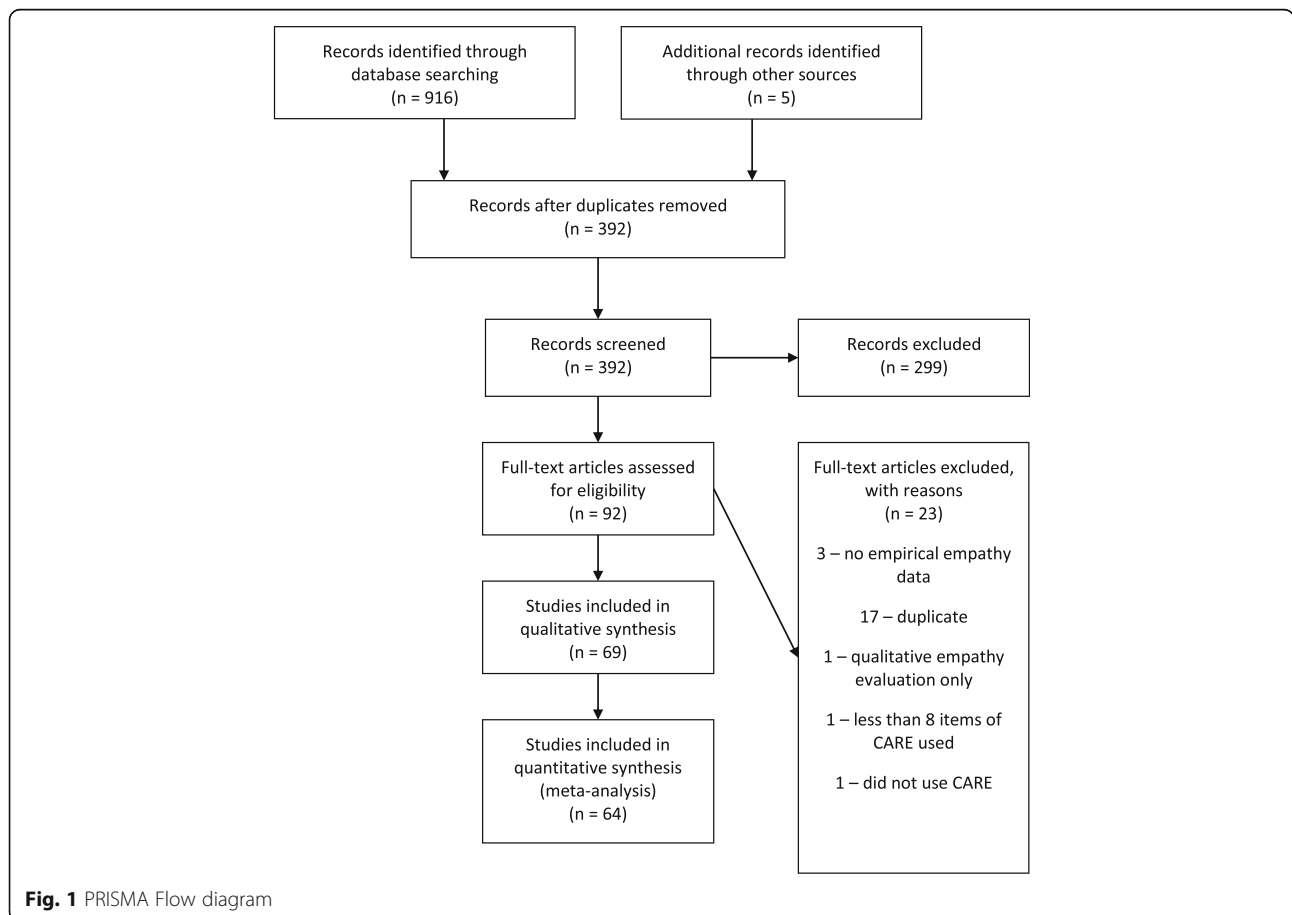 Records identified through
database searching
(n = 916)
Additional records identified
through other sources
(n = 5)
Records after duplicates removed
(n = 392)
Records screened
(n = 392)
Records excluded
(n = 299)
Full-text articles assessed
for eligibility
(n = 92)
Full-text articles excluded,
with reasons
(n = 23)
3 – no empirical empathy
data
17 – duplicate
1 – qualitative empathy
evaluation only
1 – less than 8 items of
CARE used
1 – did not use CARE
Studies included in
qualitative synthesis
(n = 69)
Studies included in
quantitative synthesis
(meta-analysis)
(n = 64)
Fig. 1 PRISMA Flow diagram